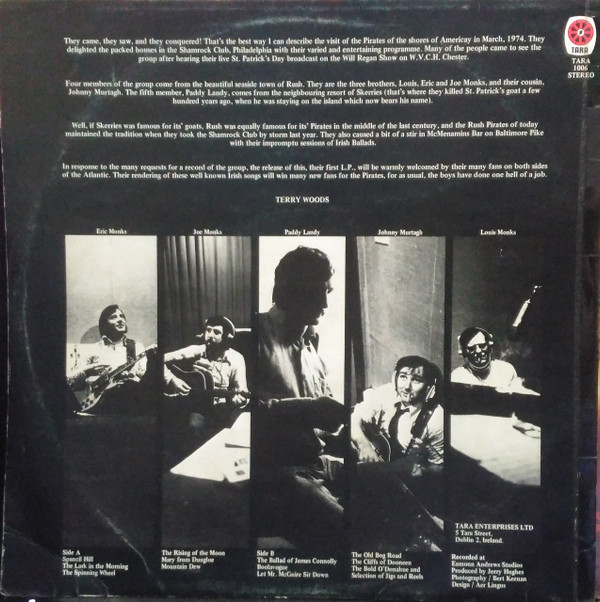 They came, they saw, and they conquered! That's the best way I can describe the visit of the Pirates of the shores of Americay in March, 1974. They
delighted the packed houses in the Shamrock Club, Philadelphia with their varied and entertaining programme. Many of the people came to see the
group after hearing their live St. Patrick's Day broadcast on the Will Regan Show on W.V.C.H. Chester.
Four members of the group come from the beautiful seaside town of Rush. They are the three brothers, Louis, Eric and Joe Monks, and their cousin,
Johnny Murtagh. The fifth member, Paddy Landy, comes from the neighbouring resort of Skerries (that's where they killed St. Patrick's goat a few
hundred years ago, when he was staying on the island which now bears his name).
Well, if Skerries was famous for its' goats, Rush was equally famous for its' Pirates in the middle of the last century, and the Rush Pirates of today
maintained the tradition when they took the Shamrock Club by storm last year. They also caused a bit of a stir in McMenamins Bar on Baltimore Pike
with their impromptu sessions of Irish Ballads.
In response to the many requests for a record of the group, the release of this, their first L.P., will be warmly welcomed by their many fans on both sides
of the Atlantic. Their rendering of these well known Irish songs will win many new fans for the Pirates, for as usual, the boys have done one hell of a job.
TERRY WOODS
TARA
TARA
1006
STEREO
Eric Monks
Joe Monks
Paddy Landy
Johnny Murtagh
Louis Monks
Side A
Spancil Hill
The Lark in the Morning
The Spinning Wheel
The Rising of the Moon
Mary from Dungloe
Mountain Dew
Side B
The Ballad of James Connolly
Boolavogue
Let Mr. McGuire Sit Down
The Old Bog Road
The Cliffs of Dooneen
The Bold O'Donahue and
Selection of Jigs and Reels
TARA ENTERPRISES LTD
5 Tara Street,
Dublin 2, Ireland.
Recorded at
Eamonn Andrews Studios
Produced by Jerry Hughes
Photography / Bert Keenan
Design / Aer Lingus